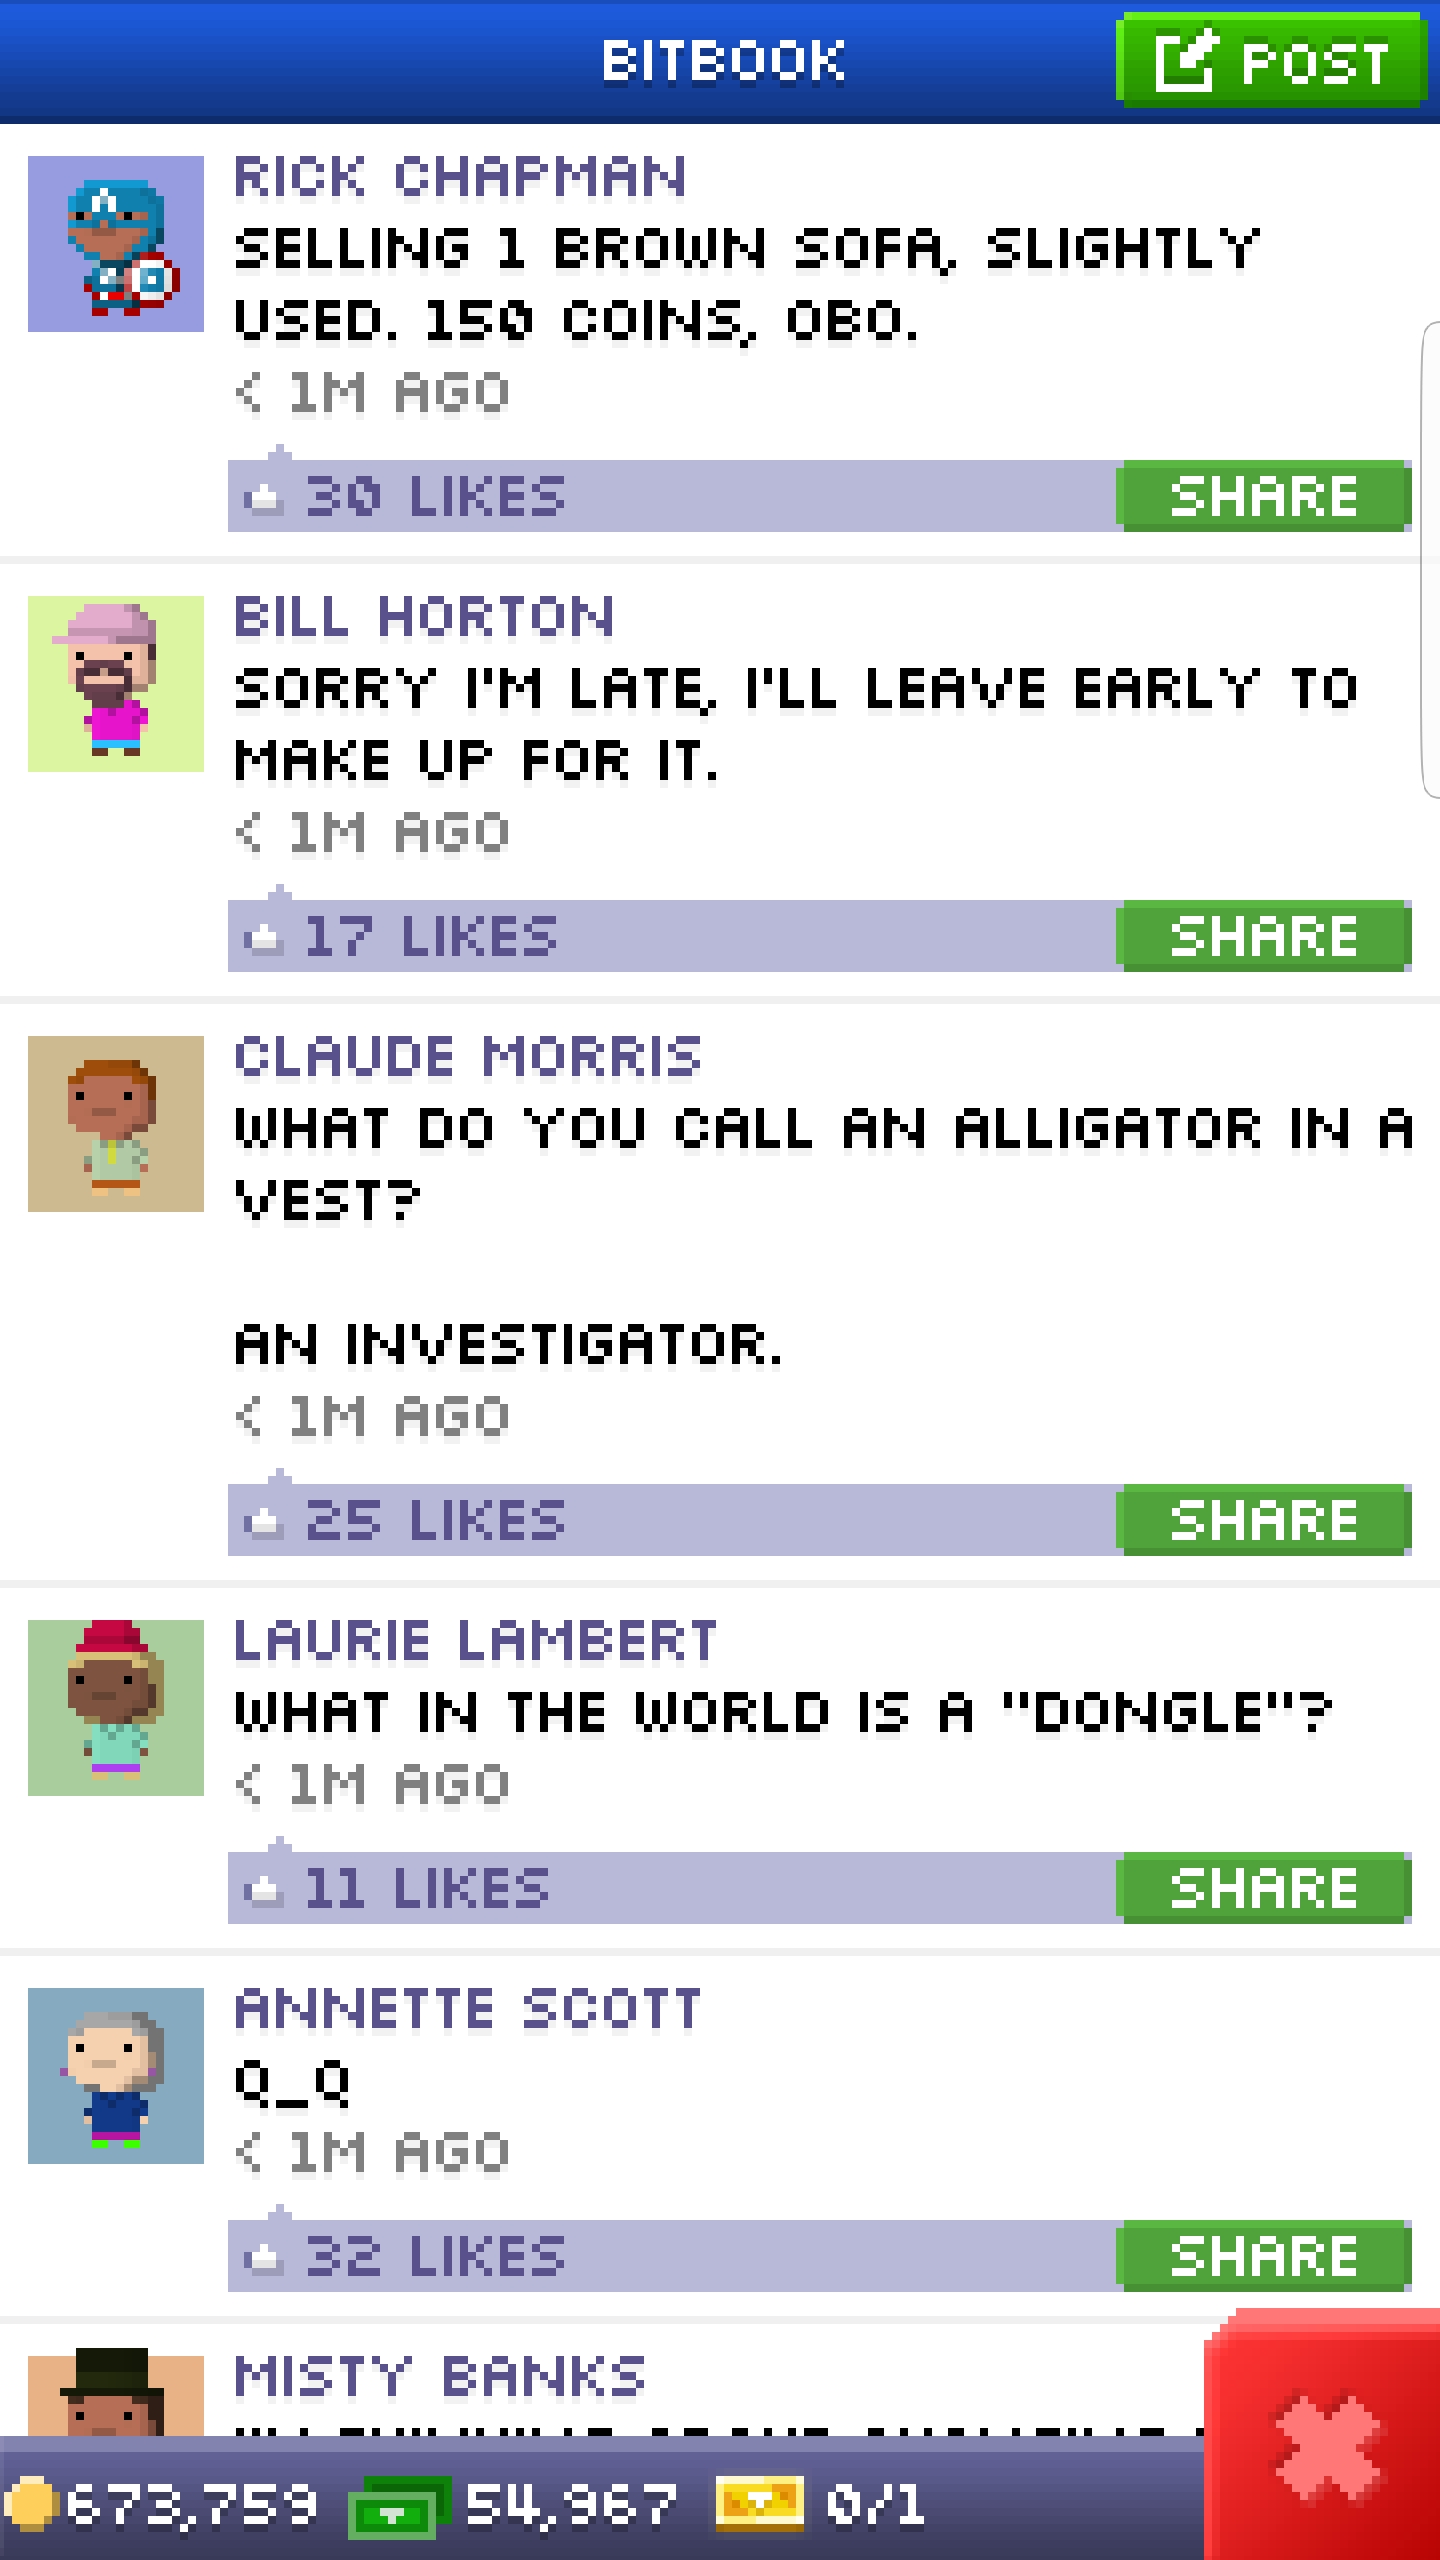 BITBOOK
POST
RICK CHAPMAN
SELLING 1 BROWN SOFA, SLIGHTLY
USED. 150 COINS, OBO.
< 1M AGO
30 LIKES
SHARE
BILL HORTON
SORRY I'M LATE, I'LL LEAVE EARLY TO
MAKE UP FOR IT.
< 1M AGO
17 LIKES
SHARE
CLAUDE MORRIS
WHAT DO YOU CALL AN ALLIGATOR IN A
VEST?
AN INVESTIGATOR.
< 1M AGO
25 LIKES
SHARE
LAURIE LAMBERT
WHAT IN THE WORLD IS A "DONGLE"?
< 1M AGO
11 LIKES
SHARE
ANNETTE SCOTT
Q_Q
< 1M AGO
32 LIKES
SHARE
MISTY BANKS
673,759 54,967 0/1